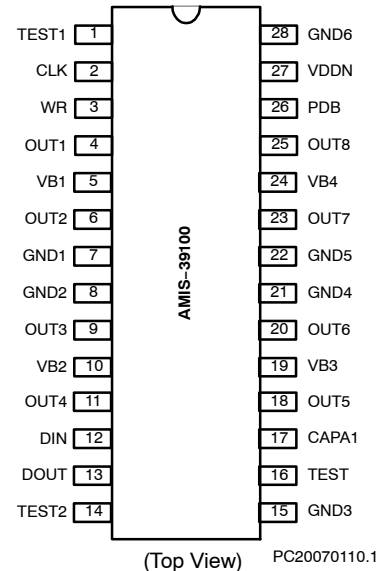 TEST1 1 28 GND6
CLK 2 27 VDDN
WR 3 26 PDB
OUT1 4 25 OUT8
VB1 5 24 VB4
OUT2 6 23 OUT7
GND1 7 22 GND5
GND2 8 21 GND4
OUT3 9 20 OUT6
VB2 10 19 VB3
OUT4 11 18 OUT5
DIN 12 17 CAPA1
DOUT 13 16 TEST
TEST2 14 15 GND3
AMIS−39100
(Top View) PC20070110.1